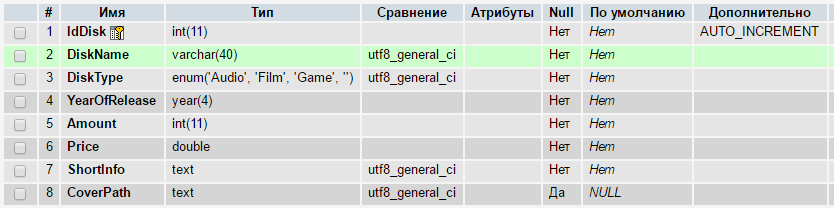 # Имя Тип Сравнение Атрибуты Null По умолчанию Дополнительно
1 IdDisk int(11) Нет Нет AUTO_INCREMENT
2 DiskName varchar(40) utf8_general_ci Нет Нет
3 DiskType enum('Audio', 'Film', 'Game', '') utf8_general_ci Нет Нет
4 YearOfRelease year(4) Нет Нет
5 Amount int(11) Нет Нет
6 Price double Нет Нет
7 ShortInfo text utf8_general_ci Нет Нет
8 CoverPath text utf8_general_ci Да NULL